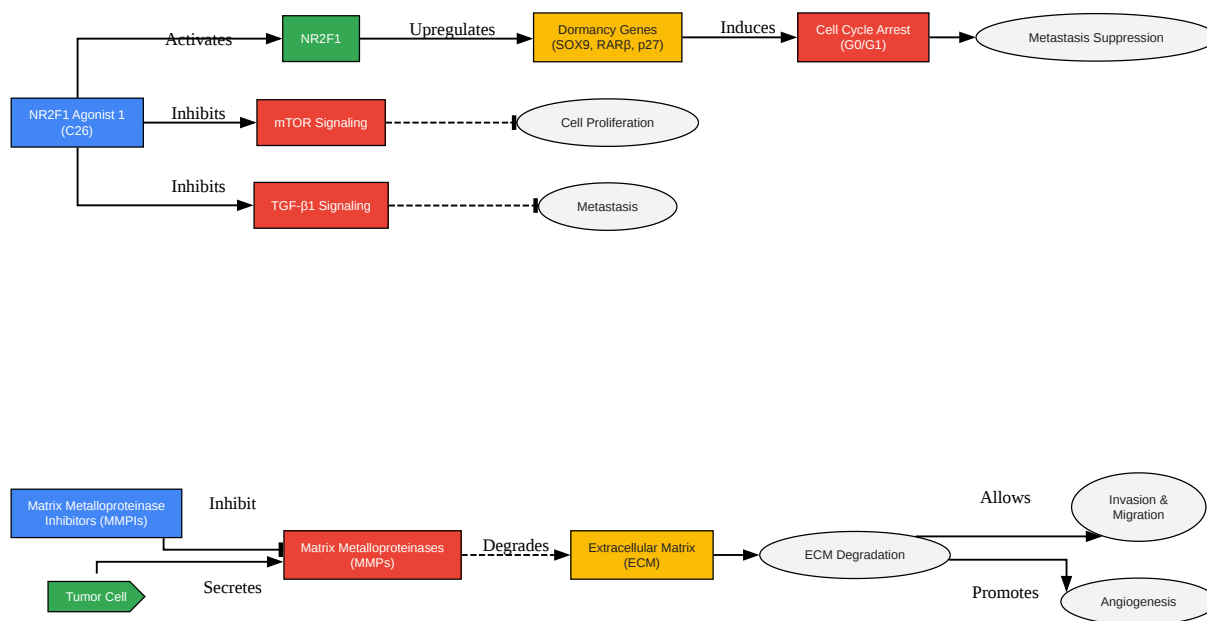 Activates
NR2F1
Upregulates
Dormancy Genes
(SOX9, RARβ, p27)
Induces
Cell Cycle Arrest
(G0/G1)
Metastasis Suppression
NR2F1 Agonist 1
(C26)
Inhibits
mTOR Signaling
Cell Proliferation
Inhibits
TGF-β1 Signaling
Metastasis
Matrix Metalloproteinase
Inhibitors (MMPIs)
Inhibit
Tumor Cell
Secretes
Matrix Metalloproteinases
(MMPs)
Degrades
Extracellular Matrix
(ECM)
ECM Degradation
Allows
Invasion &
Migration
Promotes
Angiogenesis